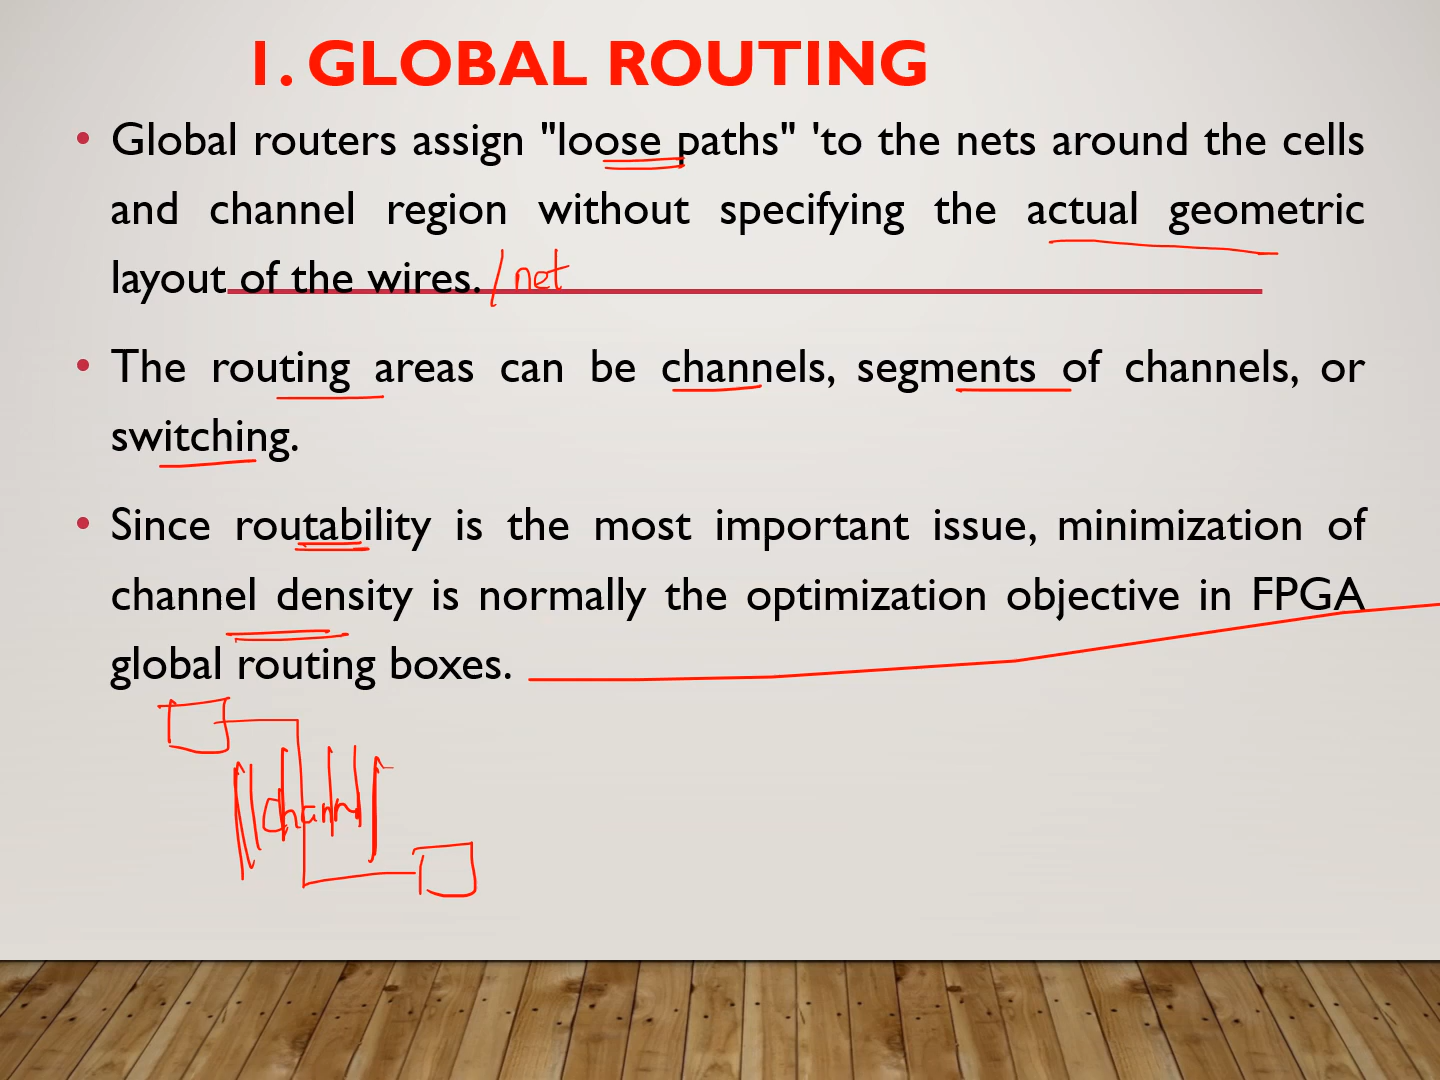 1. GLOBAL ROUTING
• Global routers assign "loose paths" 'to the nets around the cells
and channel region without specifying the actual geometric
layout of the wires. / net
• The routing areas can be channels, segments of channels, or
switching.
• Since routability is the most important issue, minimization of
channel density is normally the optimization objective in FPGA
global routing boxes.
channel